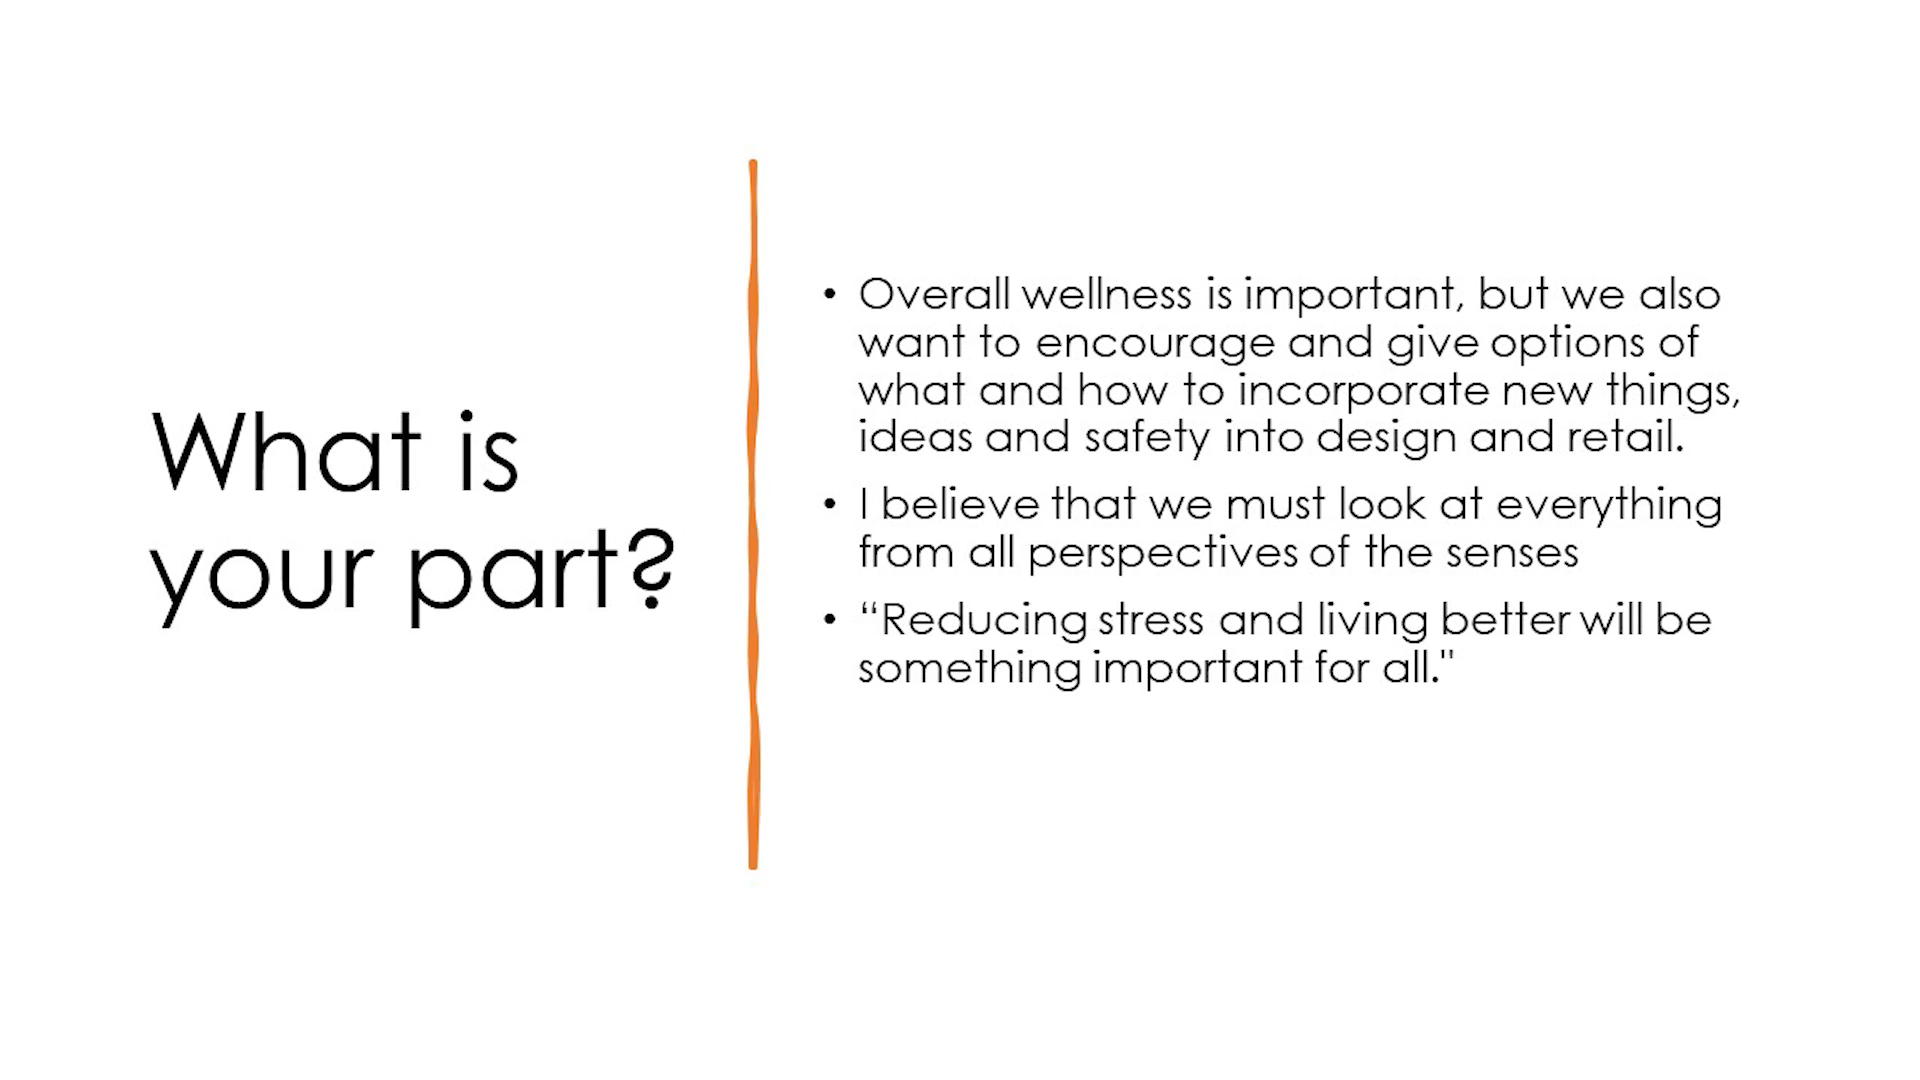 What is
your part?
• Overall wellness is important, but we also
want to encourage and give options of
what and how to incorporate new things,
ideas and safety into design and retail.
• I believe that we must look at everything
from all perspectives of the senses
• “Reducing stress and living better will be
something important for all."